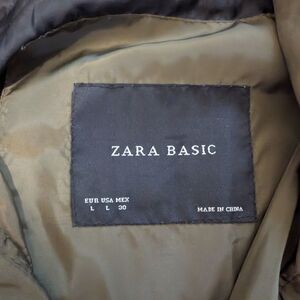 ZARA BASIC
EUR USA MEX
L L 30
MADE IN CHINA